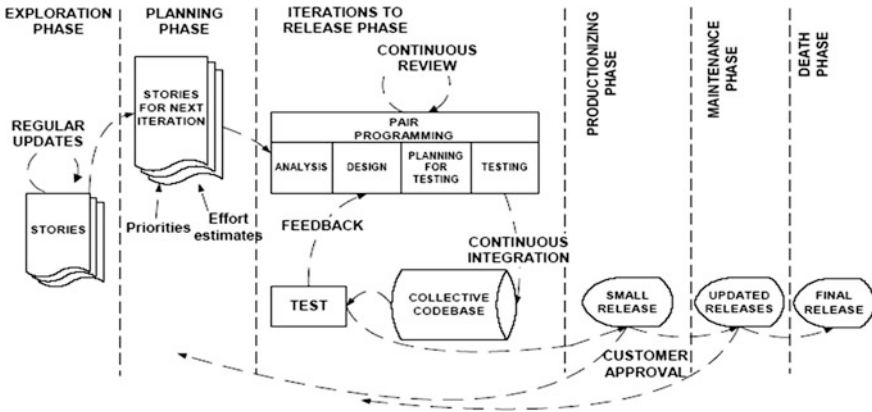 EXPLORATION
PHASE
PLANNING
PHASE
ITERATIONS TO
RELEASE PHASE
PRODUCTIONIZING
PHASE
MAINTENANCE
PHASE
DEATH
PHASE
REGULAR
UPDATES
STORIES
STORIES
FOR NEXT
ITERATION
Priorities
Effort
estimates
CONTINUOUS
REVIEW
PAIR
PROGRAMMING
ANALYSIS
DESIGN
PLANNING
FOR
TESTING
TESTING
FEEDBACK
CONTINUOUS
INTEGRATION
TEST
COLLECTIVE
CODEBASE
SMALL
RELEASE
UPDATED
RELEASES
FINAL
RELEASE
CUSTOMER
APPROVAL